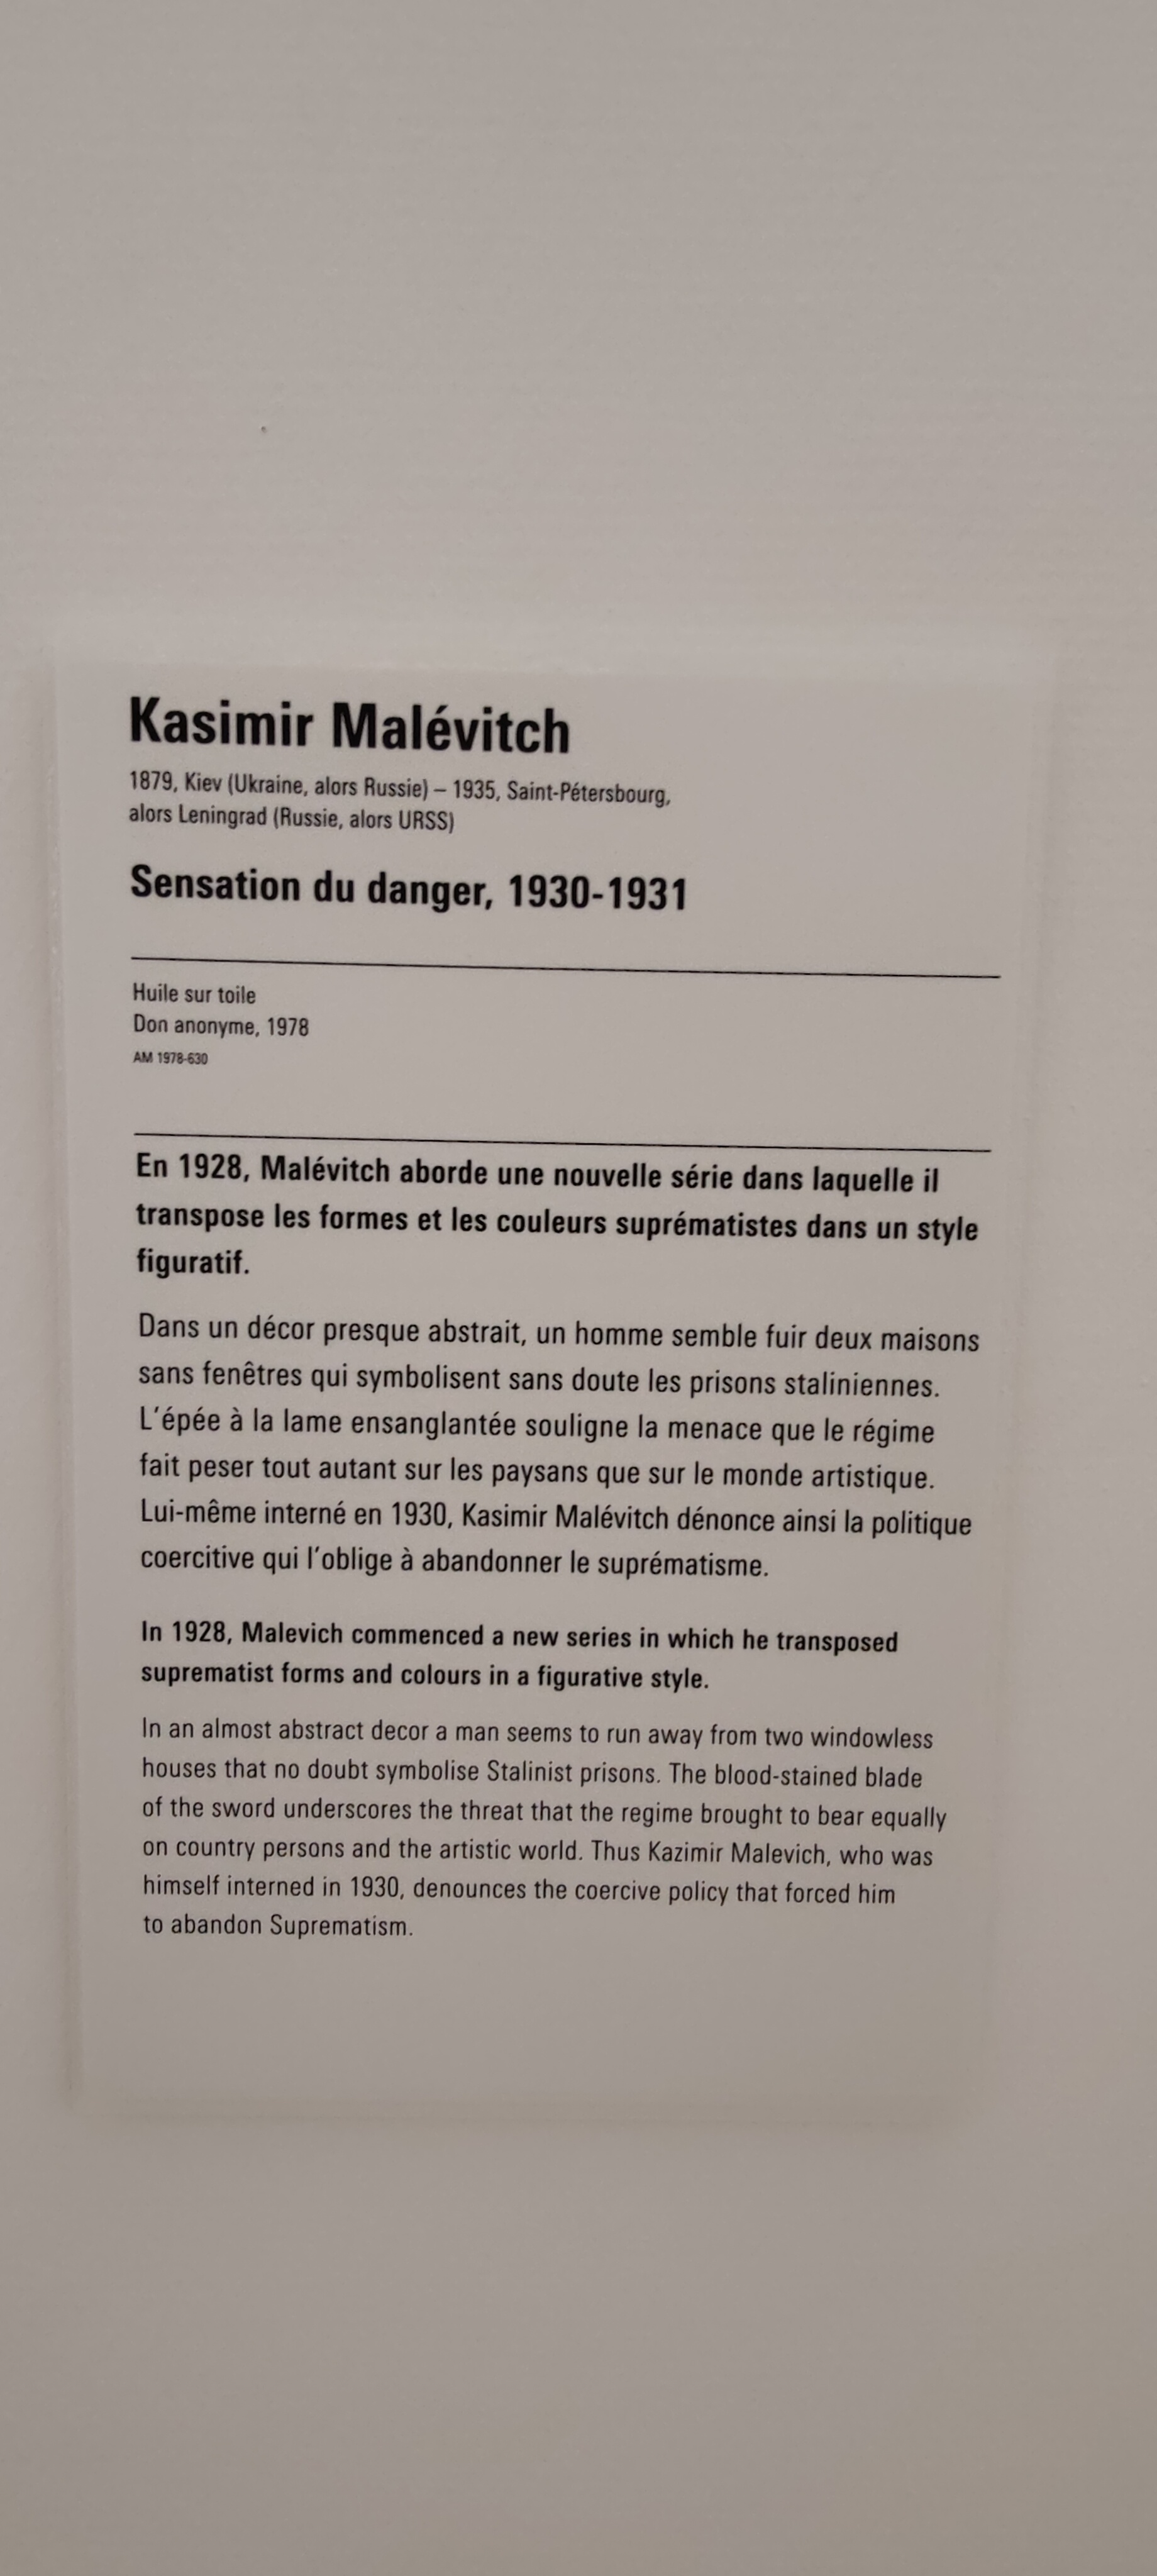 Kasimir Malévitch
1879, Kiev (Ukraine, alors Russie) – 1935, Saint-Pétersbourg,
alors Leningrad (Russie, alors URSS)
Sensation du danger, 1930-1931
Huile sur toile
Don anonyme, 1978
AM 1978-630
En 1928, Malévitch aborde une nouvelle série dans laquelle il
transpose les formes et les couleurs suprématistes dans un style
figuratif.
Dans un décor presque abstrait, un homme semble fuir deux maisons
sans fenêtres qui symbolisent sans doute les prisons staliniennes.
L'épée à la lame ensanglantée souligne la menace que le régime
fait peser tout autant sur les paysans que sur le monde artistique.
Lui-même interné en 1930, Kasimir Malévitch dénonce ainsi la politique
coercitive qui l'oblige à abandonner le suprématisme.
In 1928, Malevich commenced a new series in which he transposed
suprematist forms and colours in a figurative style.
In an almost abstract decor a man seems to run away from two windowless
houses that no doubt symbolise Stalinist prisons. The blood-stained blade
of the sword underscores the threat that the regime brought to bear equally
on country persons and the artistic world. Thus Kazimir Malevich, who was
himself interned in 1930, denounces the coercive policy that forced him
to abandon Suprematism.